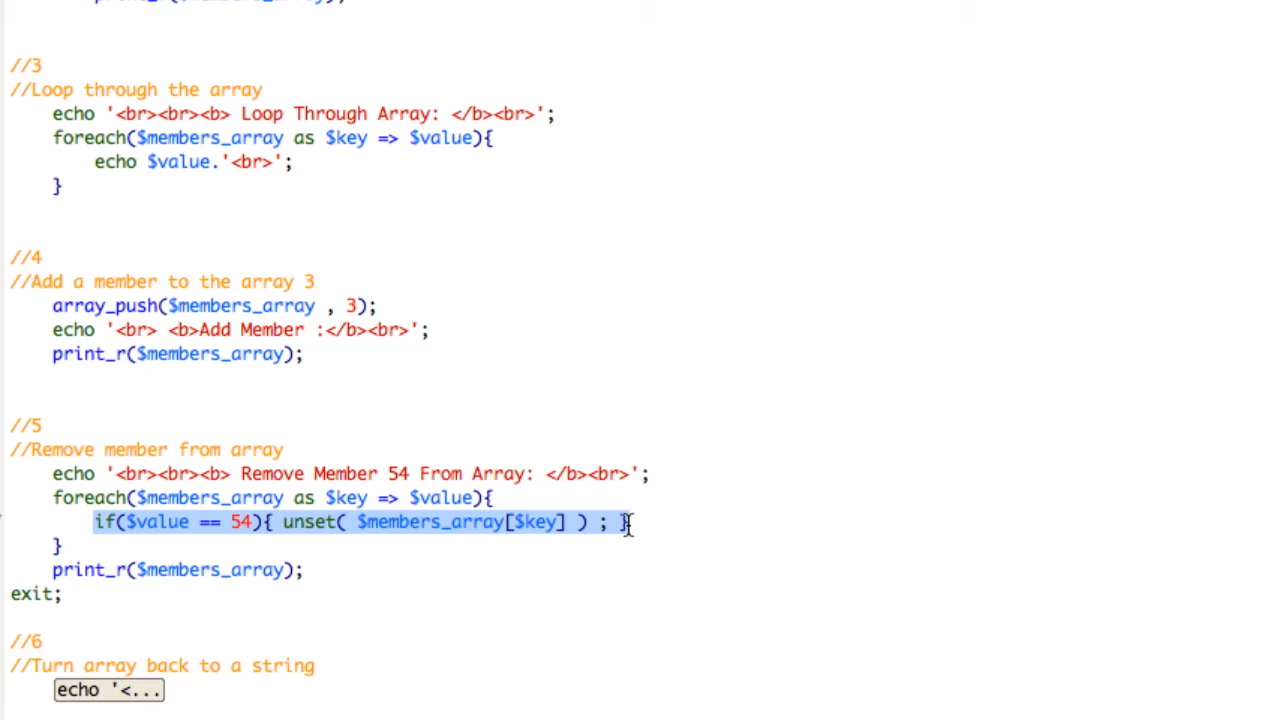 print_r($members_array);
//3
//Loop through the array
echo '<br><br><b> Loop Through Array: </b><br>';
foreach($members_array as $key => $value){
echo $value.'<br>';
}
//4
//Add a member to the array 3
array_push($members_array , 3);
echo '<br> <b>Add Member :</b><br>';
print_r($members_array);
//5
//Remove member from array
echo '<br><br><b> Remove Member 54 From Array: </b><br>';
foreach($members_array as $key => $value){
if($value == 54){ unset( $members_array[$key] ) ; }
}
print_r($members_array);
exit;
//6
//Turn array back to a string
echo '<...